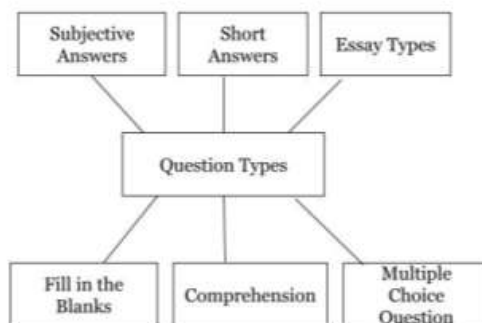 Subjective
Answers
Short
Answers
Essay Types
Question Types
Fill in the
Blanks
Comprehension
Multiple
Choice
Question